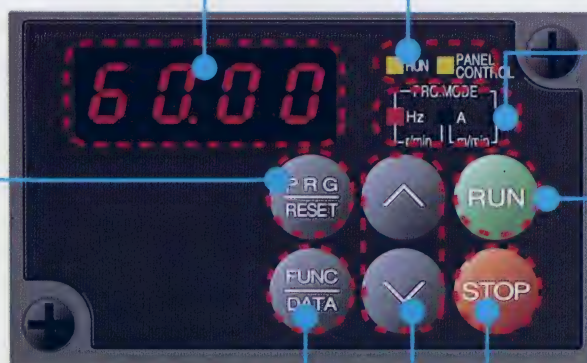 60.00
RUN PANEL CONTROL
PRG.MODE
Hz A
r/min m/min
PRG RESET
RUN
FUNC DATA
STOP